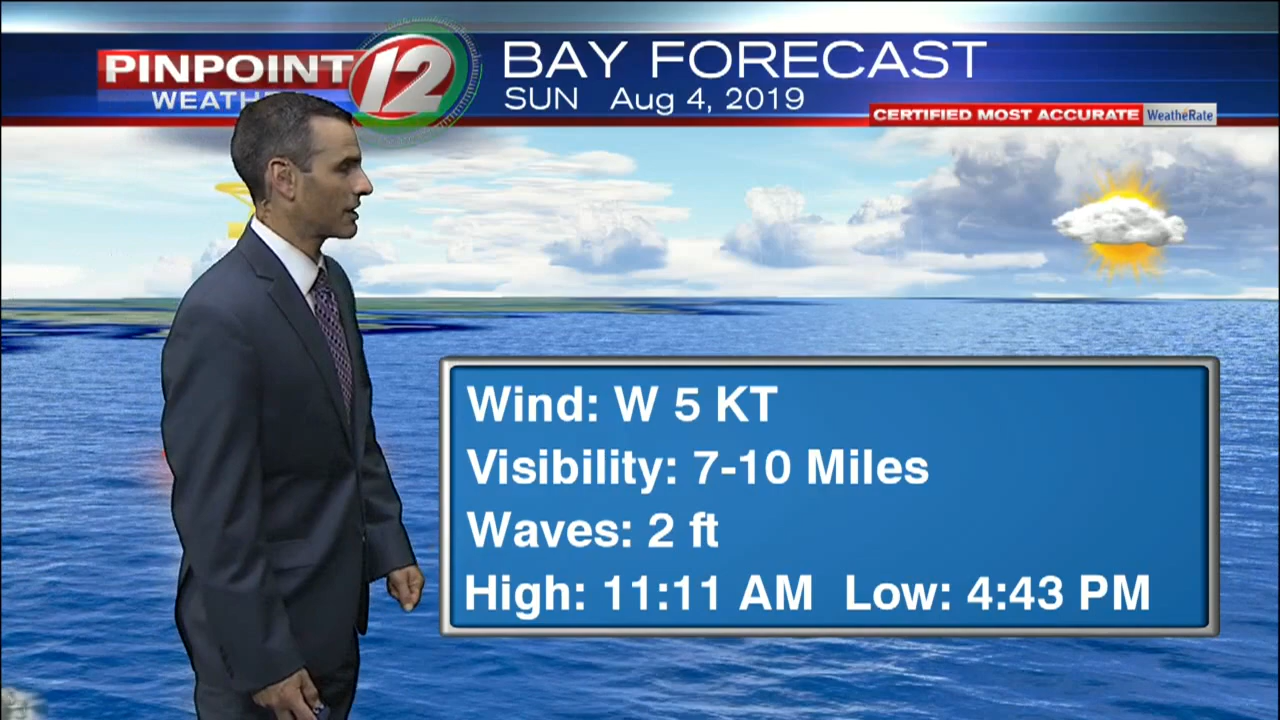 PINPOINT
12
BAY FORECAST
SUN Aug 4, 2019
CERTIFIED MOST ACCURATE WeatheRate
Wind: W 5 KT
Visibility: 7-10 Miles
Waves: 2 ft
High: 11:11 AM Low: 4:43 PM